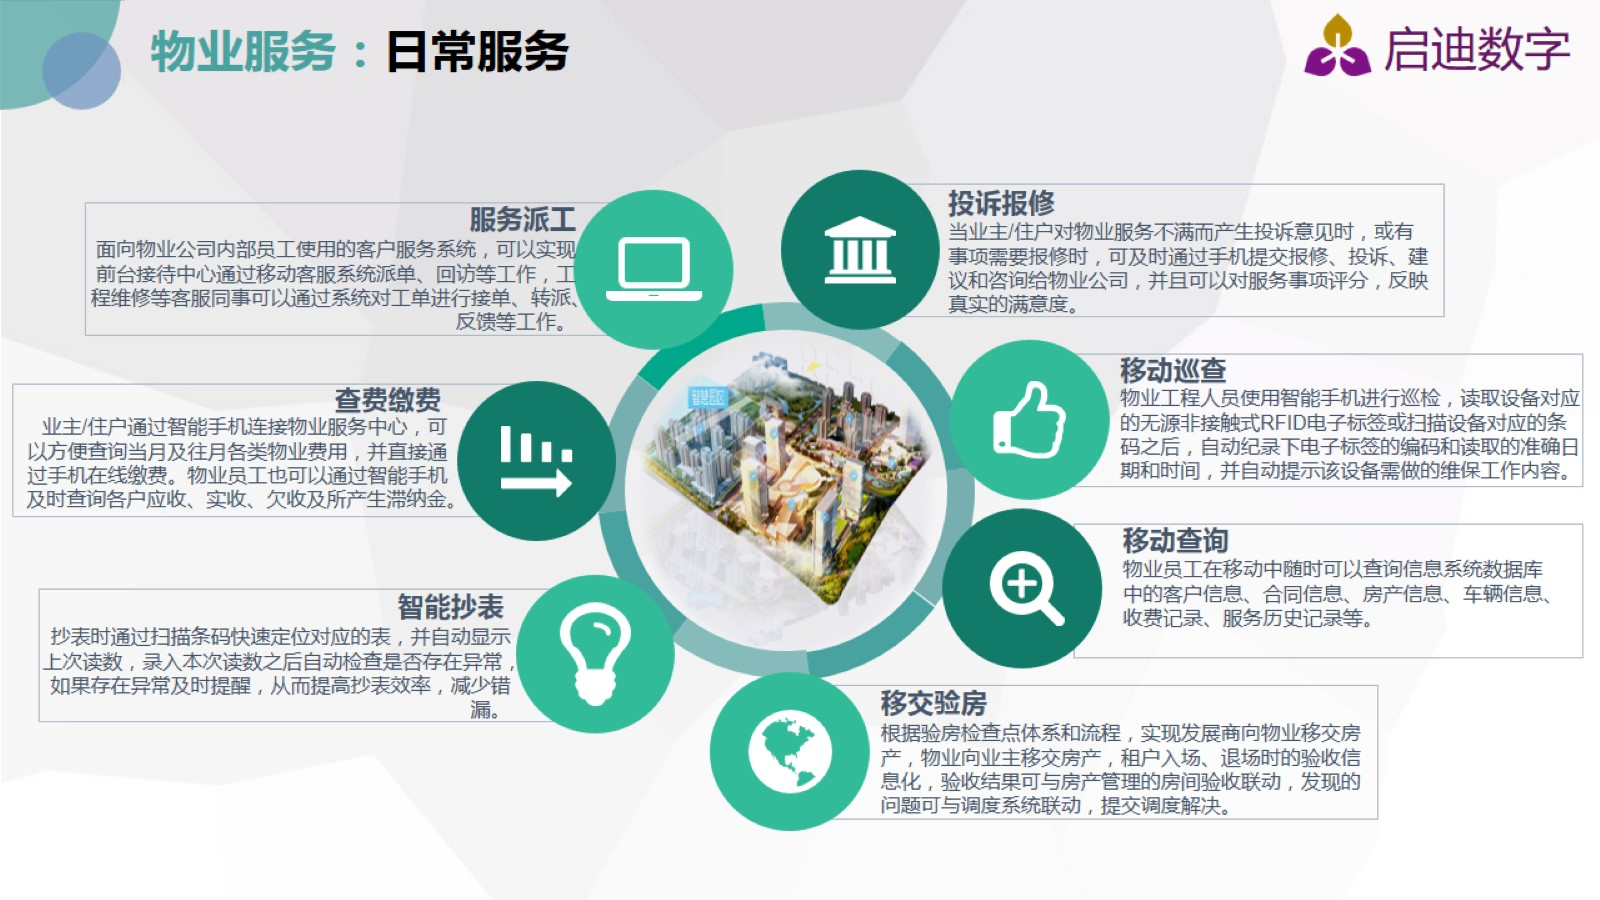 物业服务：日常服务
启迪数字
服务派工
面向物业公司内部员工使用的客户服务系统，可以实现
前台接待中心通过移动客服系统派单、回访等工作，工
程维修等客服同事可以通过系统对工单进行接单、转派、
反馈等工作。
查费缴费
业主/住户通过智能手机连接物业服务中心，可
以方便查询当月及往月各类物业费用，并直接通
过手机在线缴费。物业员工也可以通过智能手机
及时查询各户应收、实收、欠收及所产生滞纳金。
智能抄表
抄表时通过扫描条码快速定位对应的表，并自动显示
上次读数，录入本次读数之后自动检查是否存在异常，
如果存在异常及时提醒，从而提高抄表效率，减少错
漏。
智慧园区
投诉报修
当业主/住户对物业服务不满而产生投诉意见时，或有
事项需要报修时，可及时通过手机提交报修、投诉、建
议和咨询给物业公司，并且可以对服务事项评分，反映
真实的满意度。
移动巡查
物业工程人员使用智能手机进行巡检，读取设备对应
的无源非接触式RFID电子标签或扫描设备对应的条
码之后，自动纪录下电子标签的编码和读取的准确日
期和时间，并自动提示该设备需做的维保工作内容。
移动查询
物业员工在移动中随时可以查询信息系统数据库
中的客户信息、合同信息、房产信息、车辆信息、
收费记录、服务历史记录等。
移交验房
根据验房检查点体系和流程，实现发展商向物业移交房
产，物业向业主移交房产，租户入场、退场时的验收信
息化，验收结果可与房产管理的房间验收联动，发现的
问题可与调度系统联动，提交调度解决。